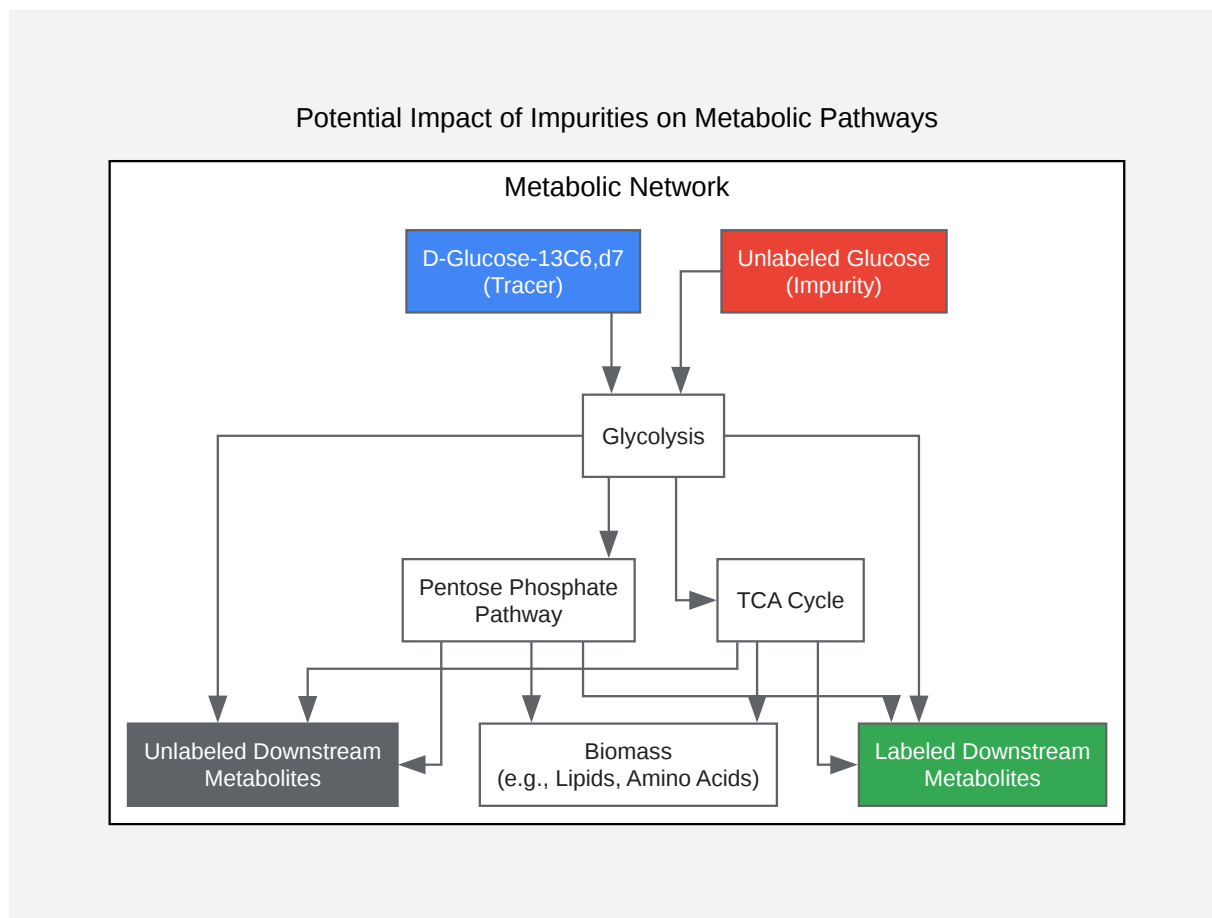 Potential Impact of Impurities on Metabolic Pathways
Metabolic Network
D-Glucose-13C6,d7
(Tracer)
Unlabeled Glucose
(Impurity)
Glycolysis
Pentose Phosphate
Pathway
TCA Cycle
Unlabeled Downstream
Metabolites
Biomass
(e.g., Lipids, Amino Acids)
Labeled Downstream
Metabolites